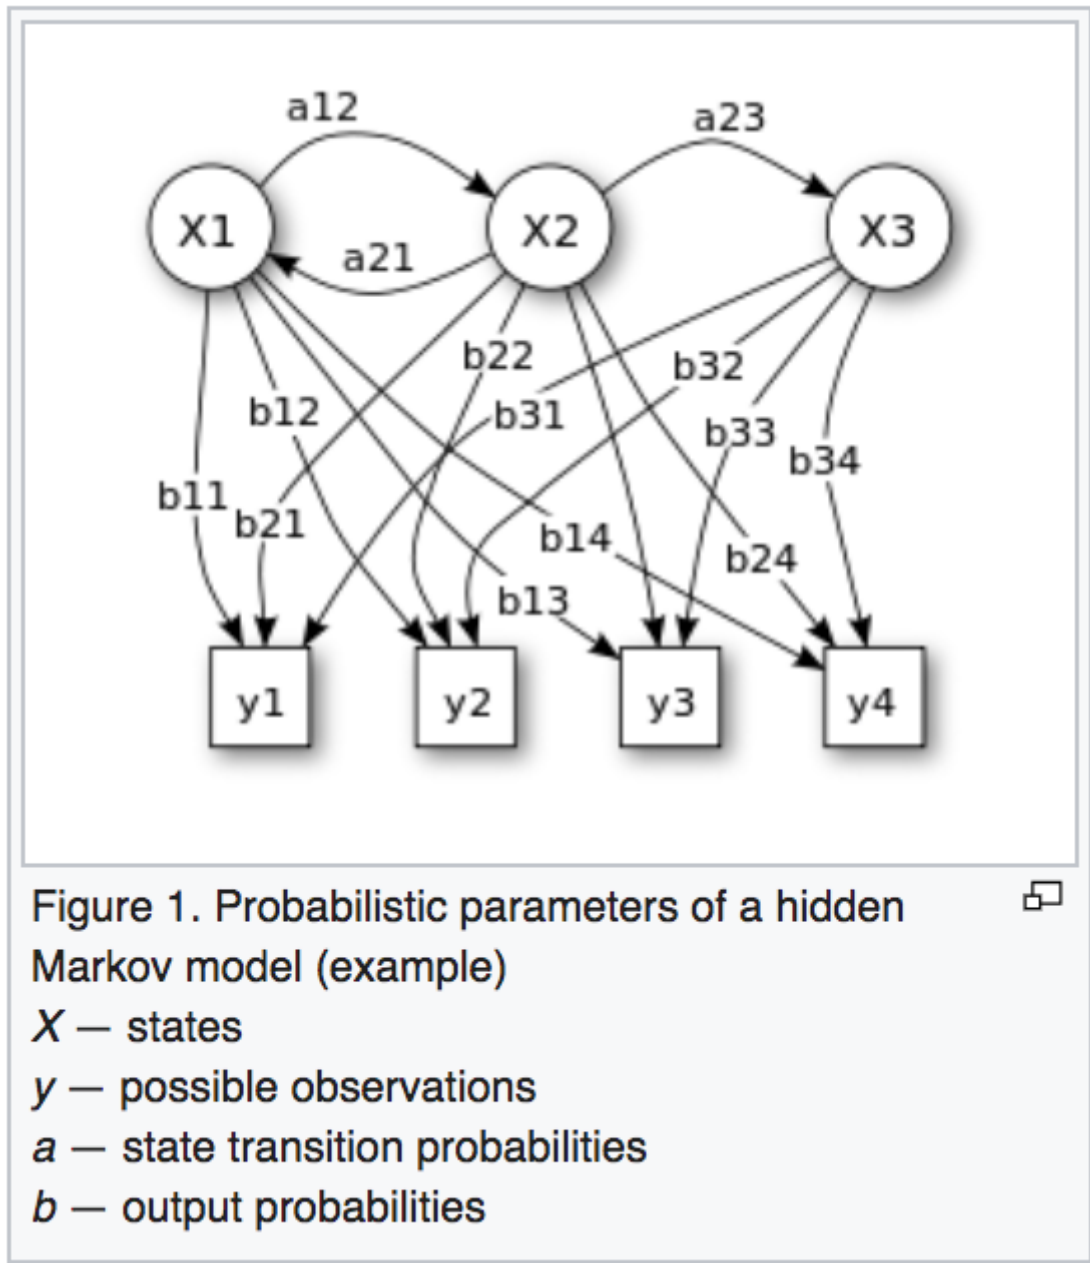 a12
a23
X1
X2
X3
a21
b22
b32
b12
b31
b33
b34
b11
b21
b14
b24
b13
y1
y2
y3
y4
Figure 1. Probabilistic parameters of a hidden
Markov model (example)
X — states
y — possible observations
a — state transition probabilities
b — output probabilities